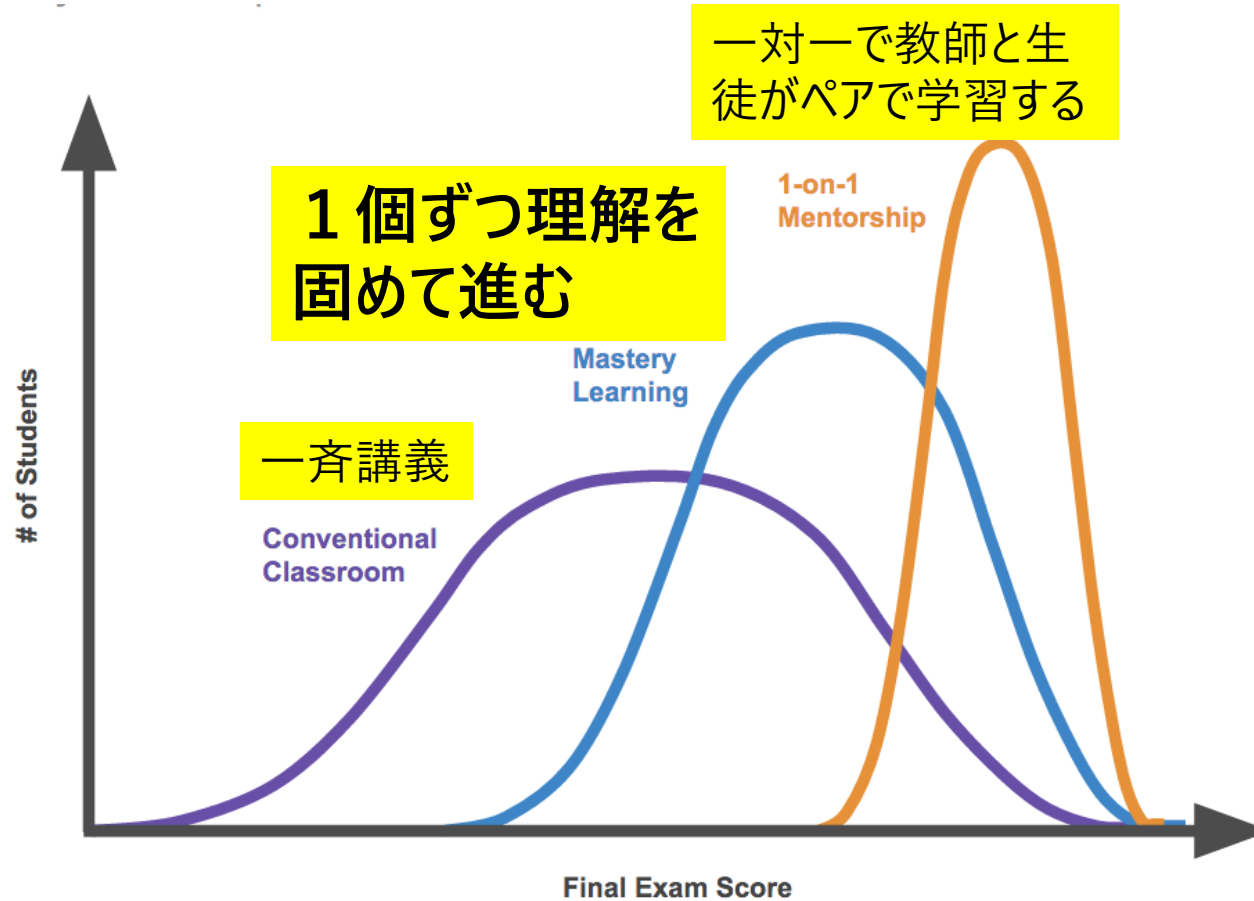 一対一で教師と生
徒がペアで学習する
1-on-1
Mentorship
１個ずつ理解を
固めて進む
Mastery
Learning
一斉講義
Conventional
Classroom
# of Students
Final Exam Score